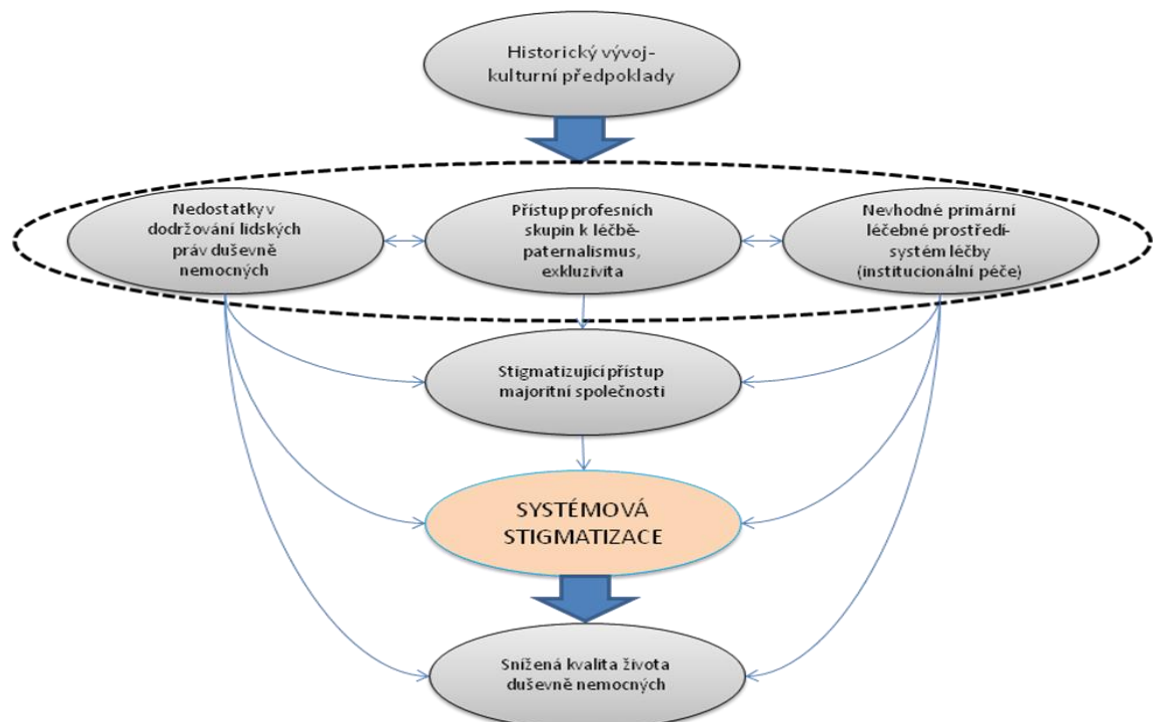 Historický vývoj-
kulturní předpoklady
Nedostatky v
dodržování lidských
práv duševně
nemocných
Přístup profesních
skupin k léčbě-
paternalismus,
exkluzivita
Nevhodné primární
léčebné prostředí-
systém léčby
(institucionální péče)
Stigmatizující přístup
majoritní společnosti
SYSTÉMOVÁ
STIGMATIZACE
Snížená kvalita života
duševně nemocných